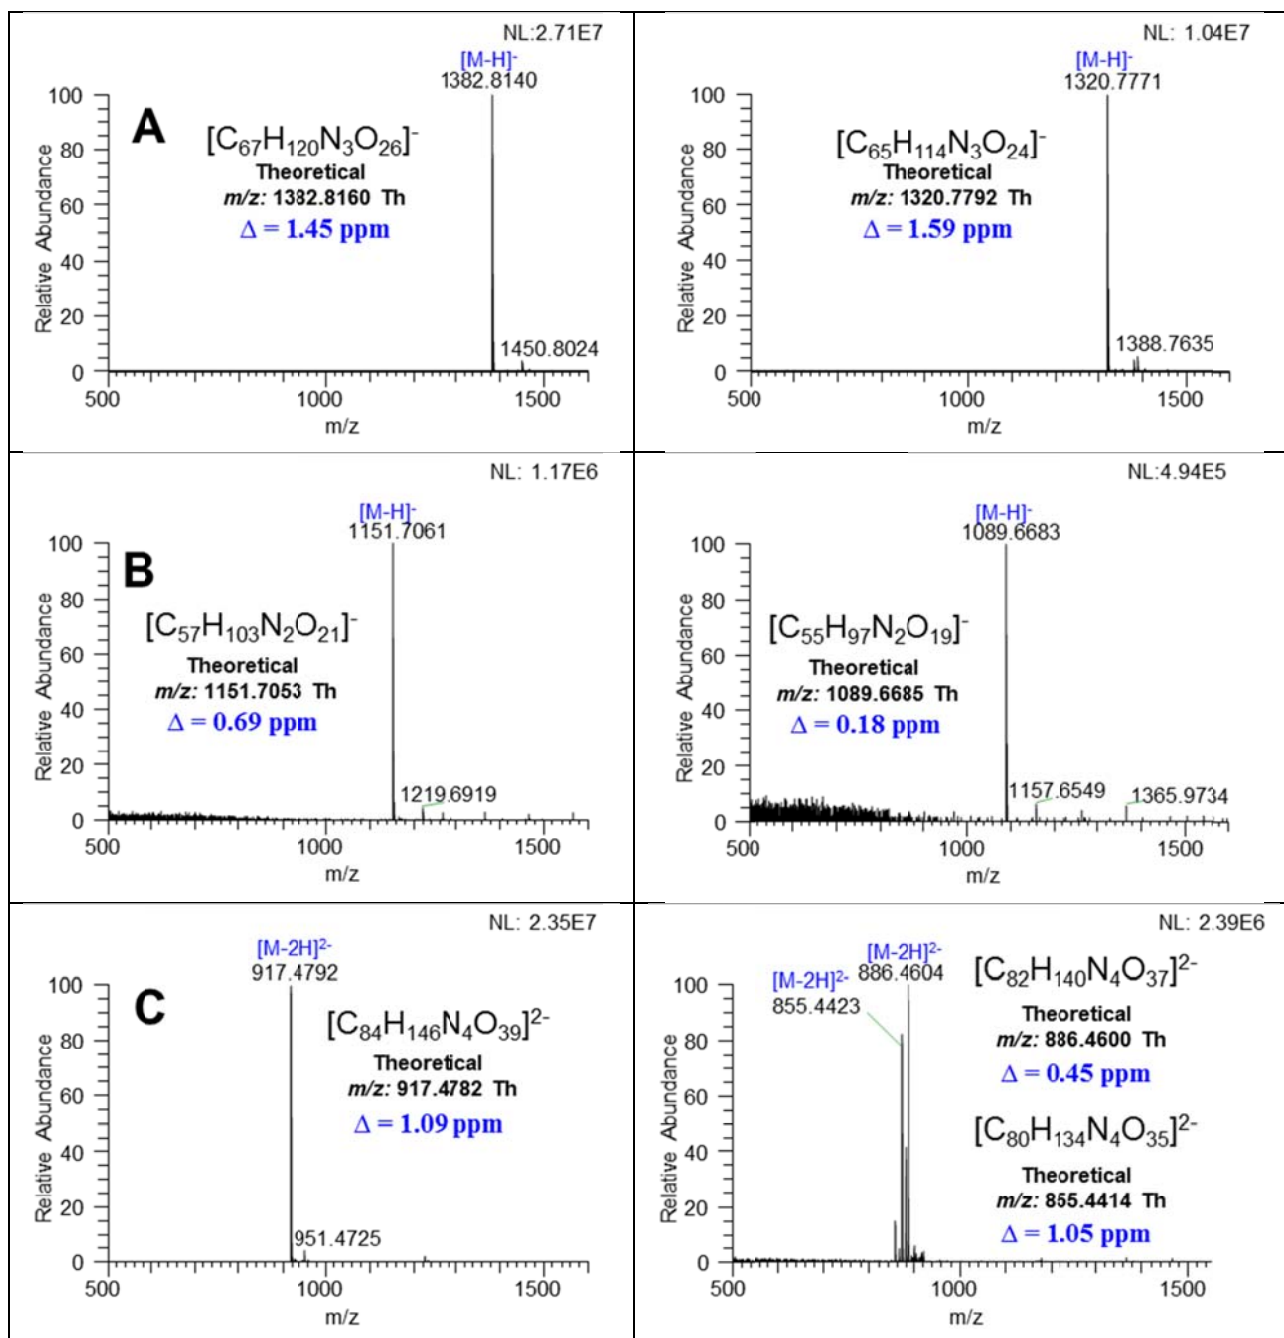 NL:2.71E7
[M-H]-
1382.8140
A
[C67H120N3O26]-
Theoretical
m/z: 1382.8160 Th
Δ = 1.45 ppm
1450.8024
Relative Abundance
100
80
60
40
20
0
500 1000 1500
m/z
NL: 1.04E7
[M-H]-
1320.7771
[C65H114N3O24]-
Theoretical
m/z: 1320.7792 Th
Δ = 1.59 ppm
1388.7635
Relative Abundance
100
80
60
40
20
0
500 1000 1500
m/z
NL: 1.17E6
[M-H]-
1151.7061
B
[C57H103N2O21]-
Theoretical
m/z: 1151.7053 Th
Δ = 0.69 ppm
1219.6919
Relative Abundance
100
80
60
40
20
0
500 1000 1500
m/z
NL:4.94E5
[M-H]-
1089.6683
[C55H97N2O19]-
Theoretical
m/z: 1089.6685 Th
Δ = 0.18 ppm
1157.6549 1365.9734
Relative Abundance
100
80
60
40
20
0
500 1000 1500
m/z
NL: 2.35E7
[M-2H]2-
917.4792
C
[C84H146N4O39]2-
Theoretical
m/z: 917.4782 Th
Δ = 1.09 ppm
951.4725
Relative Abundance
100
80
60
40
20
0
500 1000 1500
m/z
NL: 2.39E6
[M-2H]2-
886.4604
[M-2H]2-
855.4423
[C82H140N4O37]2-
Theoretical
m/z: 886.4600 Th
Δ = 0.45 ppm
[C80H134N4O35]2-
Theoretical
m/z: 855.4414 Th
Δ = 1.05 ppm
Relative Abundance
100
80
60
40
20
0
500 1000 1500
m/z